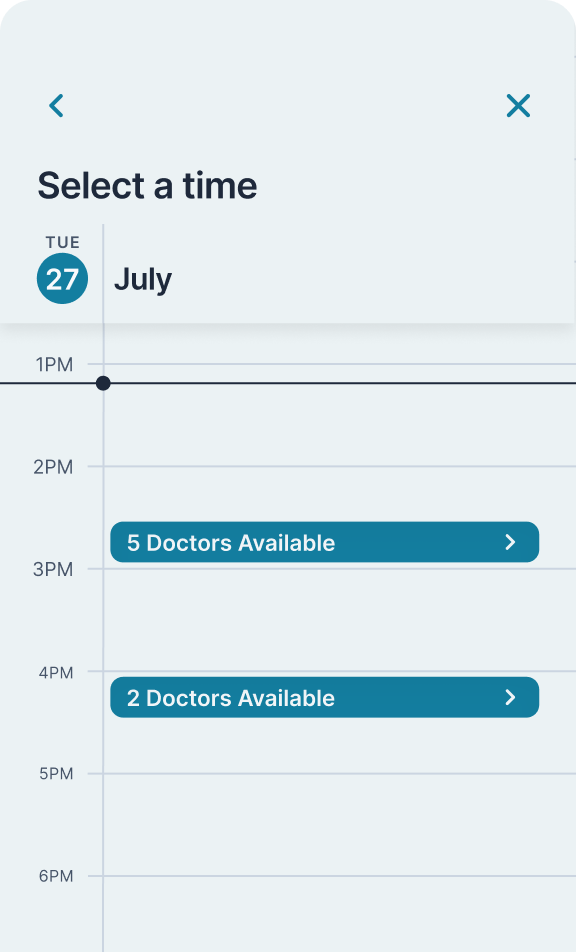 Select a time
TUE
27
July
1PM
2PM
5 Doctors Available
3PM
4PM
2 Doctors Available
5PM
6PM